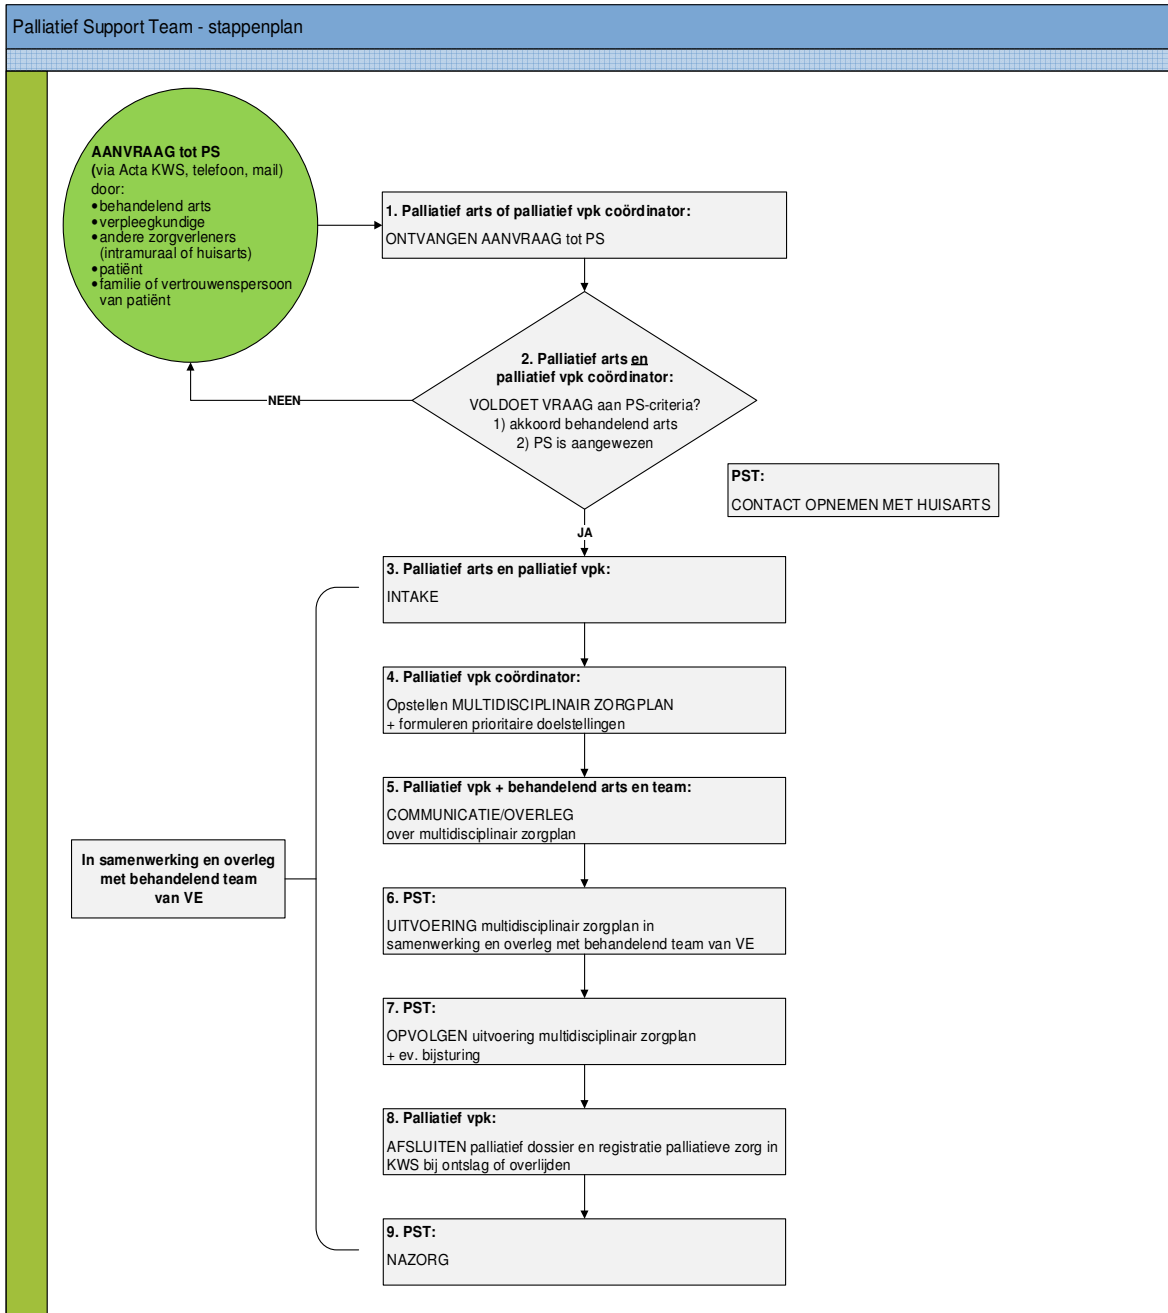 Palliatief Support Team - stappenplan
AANVRAAG tot PS
(via Acta KWS, telefoon, mail)
door:
•behandelend arts
•verpleegkundige
•andere zorgverleners
(intramuraal of huisarts)
•patiënt
•familie of vertrouwenspersoon
van patiënt
1. Palliatief arts of palliatief vpk coördinator:
ONTVANGEN AANVRAAG tot PS
2. Palliatief arts en
palliatief vpk coördinator:
VOLDOET VRAAG aan PS-criteria?
1) akkoord behandelend arts
2) PS is aangewezen
NEEN
PST:
CONTACT OPNEMEN MET HUISARTS
JA
3. Palliatief arts en palliatief vpk:
INTAKE
4. Palliatief vpk coördinator:
Opstellen MULTIDISCIPLINAIR ZORGPLAN
+ formuleren prioritaire doelstellingen
5. Palliatief vpk + behandelend arts en team:
COMMUNICATIE/OVERLEG
over multidisciplinair zorgplan
In samenwerking en overleg
met behandelend team
van VE
6. PST:
UITVOERING multidisciplinair zorgplan in
samenwerking en overleg met behandelend team van VE
7. PST:
OPVOLGEN uitvoering multidisciplinair zorgplan
+ ev. bijsturing
8. Palliatief vpk:
AFSLUITEN palliatief dossier en registratie palliatieve zorg in
KWS bij ontslag of overlijden
9. PST:
NAZORG